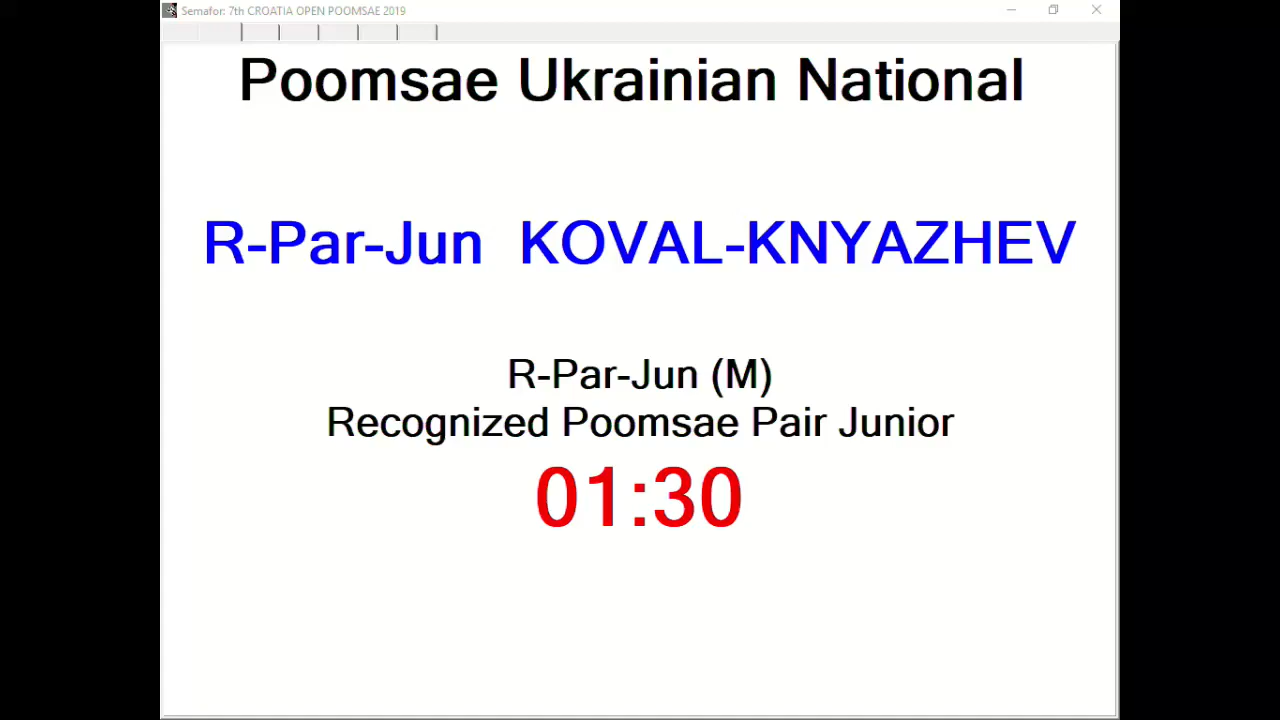 Semafor: 7th CROATIA OPEN POOMSAE 2019
Poomsae Ukrainian National
R-Par-Jun KOVAL-KNYAZHEV
R-Par-Jun (M)
Recognized Poomsae Pair Junior
01:30